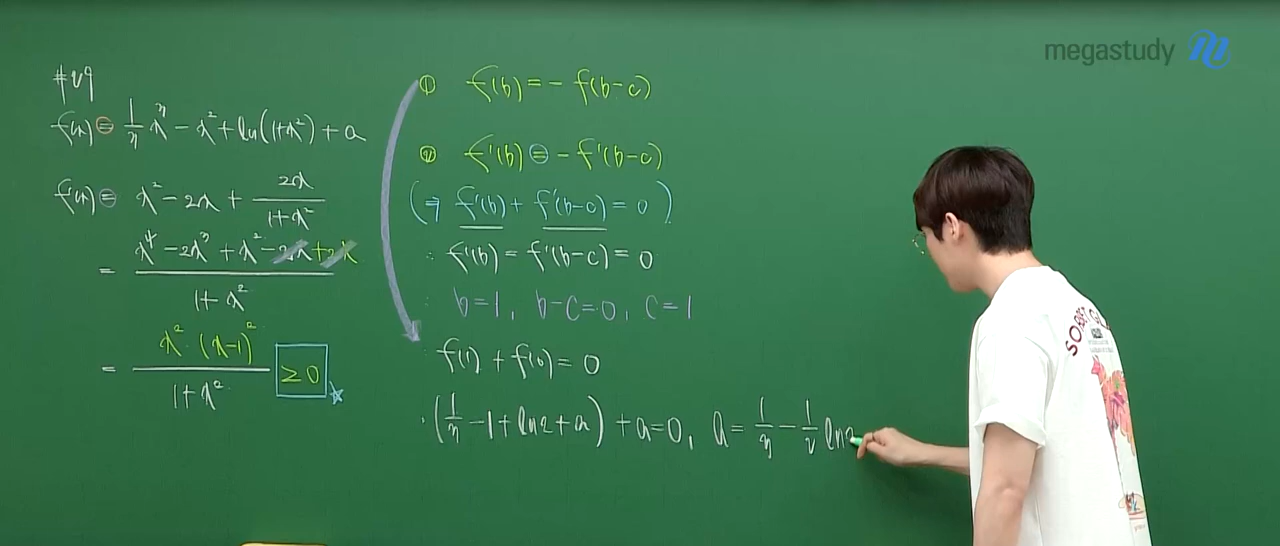 megastudy
#29
f(x) = 1/3 x³ - x² + ln(1+x²) + a
f'(x) = x² - 2x + 2x/(1+x²)
= (x⁴ - 2x³ + x² - 2x + 2x)/(1+x²)
= x²·(x-1)²/(1+x²) ≥0 ☆
① f(b) = - f(b-c)
② f'(b) = - f'(b-c)
(⇒ f'(b) + f'(b-c) = 0)
∴ f'(b) = f'(b-c) = 0
∴ b=1, b-c=0, c=1
∴ f(1) + f(0) = 0
∴ (1/3 - 1 + ln2 + a) + a = 0, a = 1/3 - 1/2 ln2
SORBET